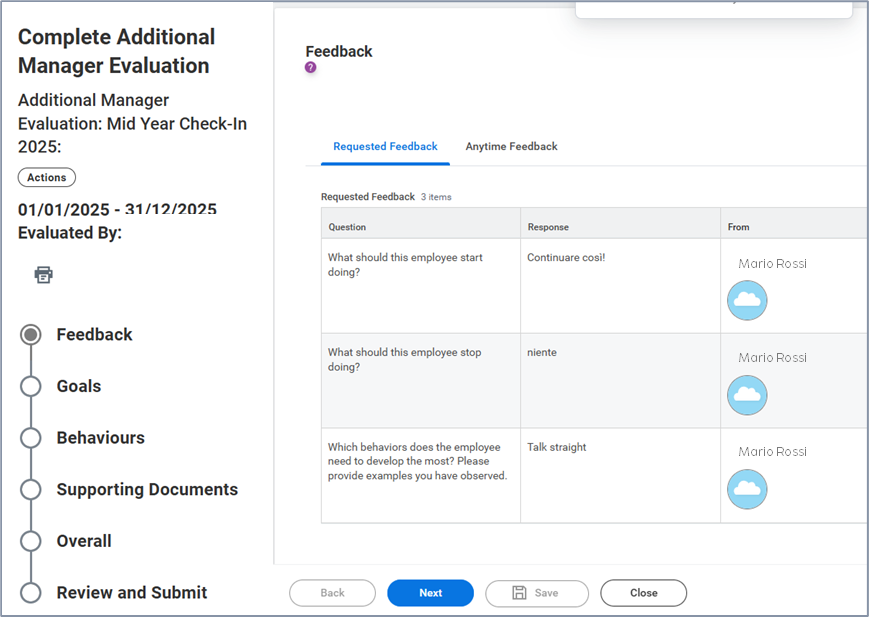 Complete Additional
Manager Evaluation
Additional Manager
Evaluation: Mid Year Check-In
2025:
Actions
01/01/2025 - 31/12/2025
Evaluated By:
Feedback
Goals
Behaviours
Supporting Documents
Overall
Review and Submit
Feedback
?
Requested Feedback Anytime Feedback
Requested Feedback 3 items
Question Response From
What should this employee start Continuare così! Mario Rossi
doing?
What should this employee stop niente Mario Rossi
doing?
Which behaviors does the employee Talk straight Mario Rossi
need to develop the most? Please
provide examples you have observed.
Back Next Save Close